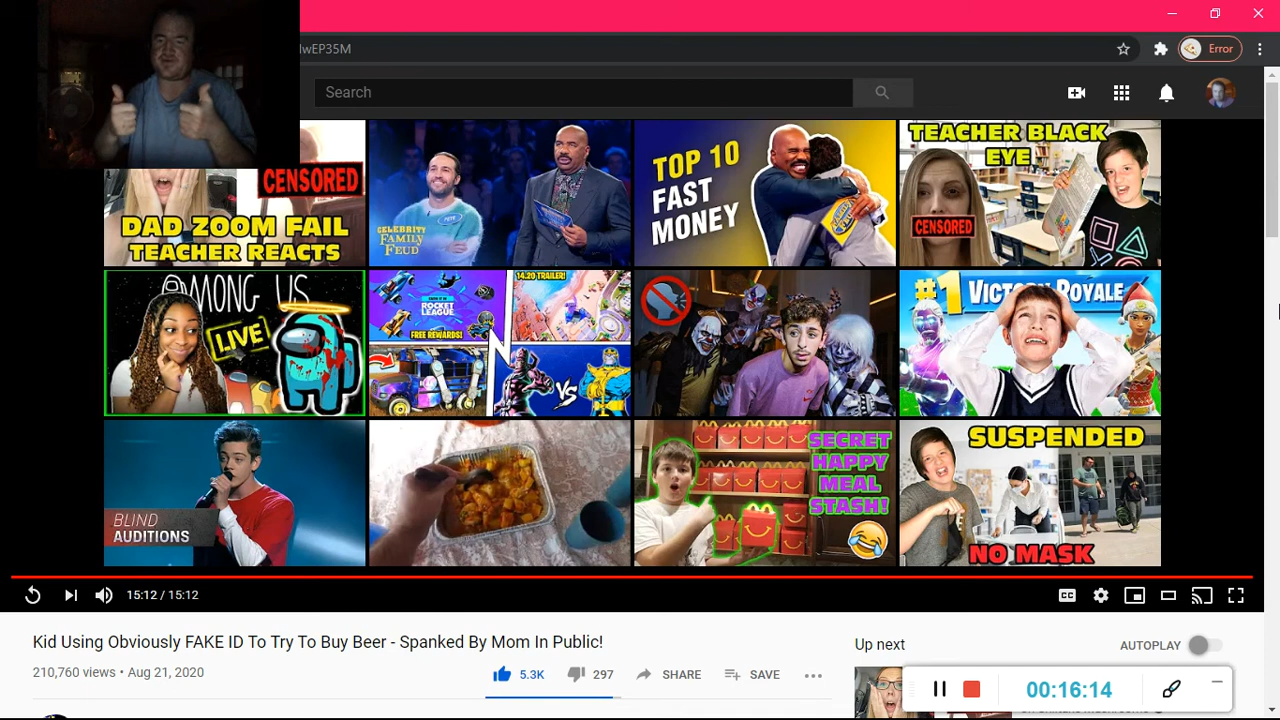 IwEP35M
Error
Search
CENSORED
DAD ZOOM FAIL
TEACHER REACTS
CELEBRITY
FAMILY
FEUD
TOP 10
FAST
MONEY
TEACHER BLACK
EYE
CENSORED
AMONG US
LIVE
ROCKET
LEAGUE
FREE REWARDS!
14.20 TRAILER!
VS
#1 VICTORY ROYALE
BLIND
AUDITIONS
SECRET
HAPPY
MEAL
STASH!
SUSPENDED
NO MASK
15:12 / 15:12
CC
Kid Using Obviously FAKE ID To Try To Buy Beer - Spanked By Mom In Public!
210,760 views • Aug 21, 2020
5.3K
297
SHARE
SAVE
Up next
AUTOPLAY
00:16:14